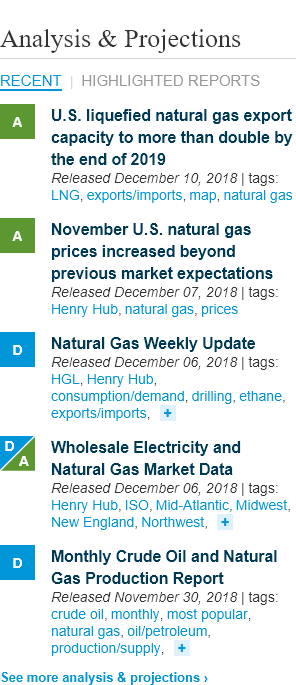 Analysis & Projections
RECENT | HIGHLIGHTED REPORTS
A
U.S. liquefied natural gas export
capacity to more than double by
the end of 2019
Released December 10, 2018 | tags:
LNG, exports/imports, map, natural gas
A
November U.S. natural gas
prices increased beyond
previous market expectations
Released December 07, 2018 | tags:
Henry Hub, natural gas, prices
D
Natural Gas Weekly Update
Released December 06, 2018 | tags:
HGL, Henry Hub,
consumption/demand, drilling, ethane,
exports/imports, +
D
A
Wholesale Electricity and
Natural Gas Market Data
Released December 06, 2018 | tags:
Henry Hub, ISO, Mid-Atlantic, Midwest,
New England, Northwest, +
D
Monthly Crude Oil and Natural
Gas Production Report
Released November 30, 2018 | tags:
crude oil, monthly, most popular,
natural gas, oil/petroleum,
production/supply, +
See more analysis & projections ›